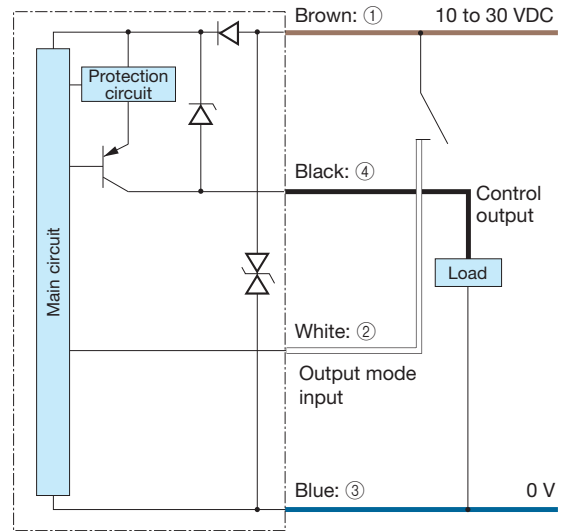 Brown: ① 10 to 30 VDC
Protection
circuit
Black: ④
Control
output
Main circuit
Load
White: ②
Output mode
input
Blue: ③ 0 V